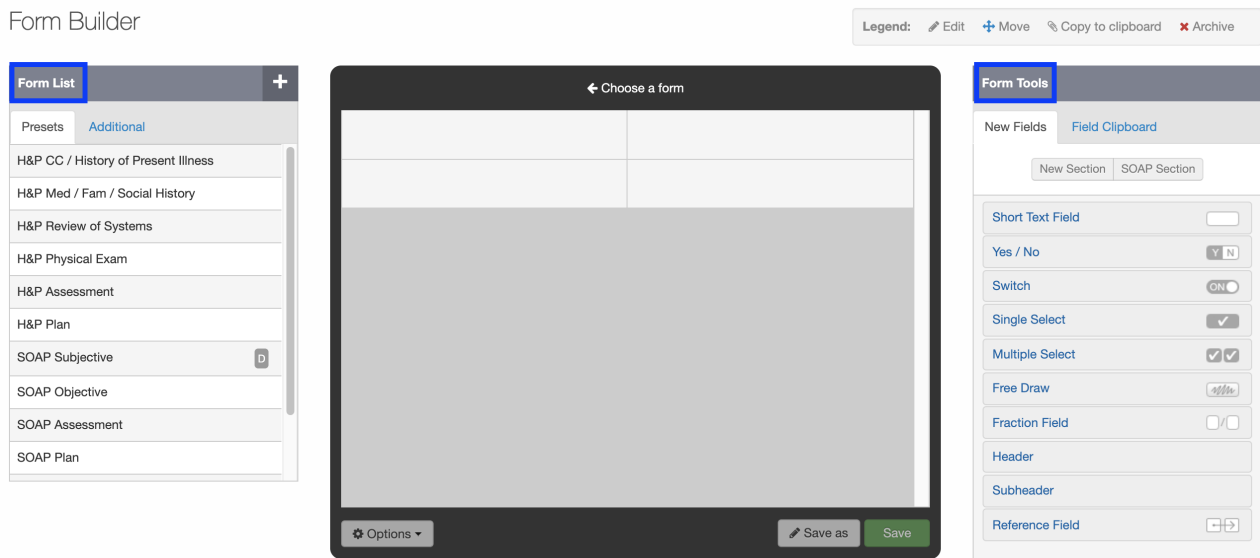 Form Builder
Legend: Edit Move Copy to clipboard Archive
Form List
+
Presets Additional
H&P CC / History of Present Illness
H&P Med / Fam / Social History
H&P Review of Systems
H&P Physical Exam
H&P Assessment
H&P Plan
SOAP Subjective D
SOAP Objective
SOAP Assessment
SOAP Plan
Choose a form
Options
Save as Save
Form Tools
New Fields Field Clipboard
New Section SOAP Section
Short Text Field
Yes / No Y N
Switch ON
Single Select
Multiple Select
Free Draw
Fraction Field /
Header
Subheader
Reference Field